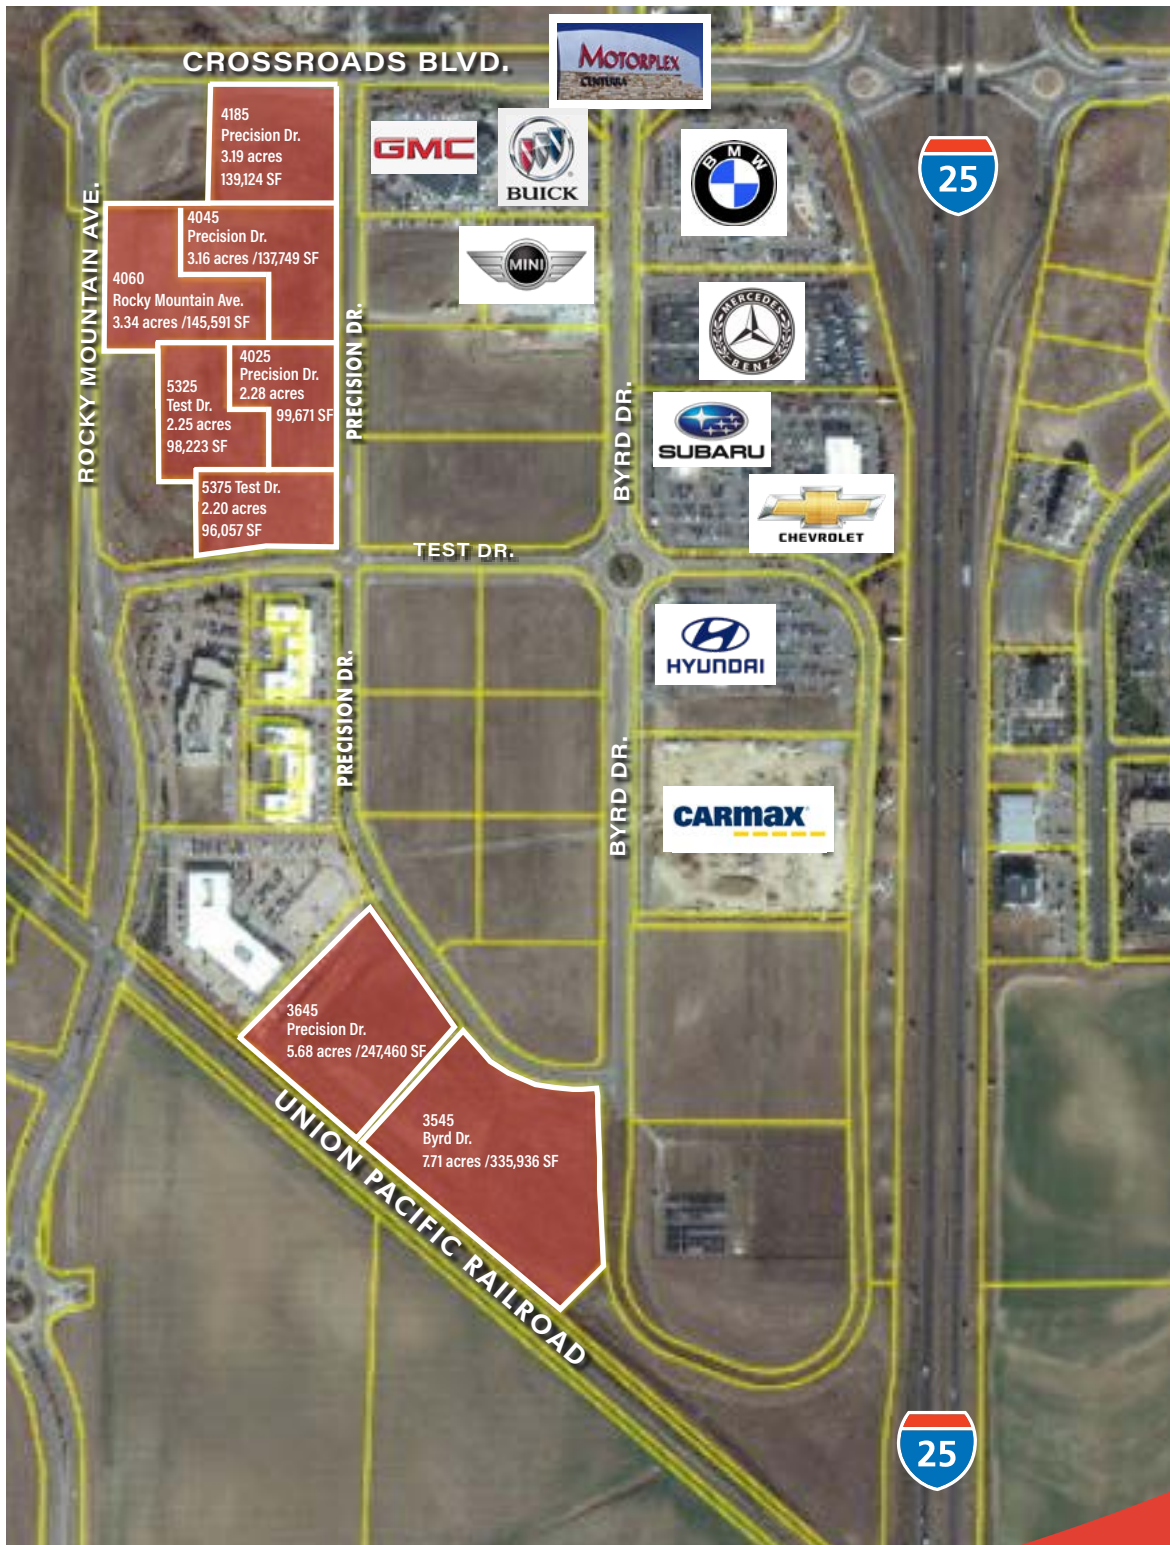 CROSSROADS BLVD.
MOTORPLEX
CENTERRA
4185
Precision Dr.
3.19 acres
139,124 SF
GMC
BUICK
BMW
25
ROCKY MOUNTAIN AVE.
4045
Precision Dr.
3.16 acres /137,749 SF
MINI
4060
Rocky Mountain Ave.
3.34 acres /145,591 SF
MERCEDES
BENZ
PRECISION DR.
4025
Precision Dr.
2.28 acres
99,671 SF
5325
Test Dr.
2.25 acres
98,223 SF
BYRD DR.
SUBARU
5375 Test Dr.
2.20 acres
96,057 SF
CHEVROLET
TEST DR.
HYUNDAI
PRECISION DR.
BYRD DR.
CARMAX
3645
Precision Dr.
5.68 acres /247,460 SF
3545
Byrd Dr.
7.71 acres /335,936 SF
UNION PACIFIC RAILROAD
25